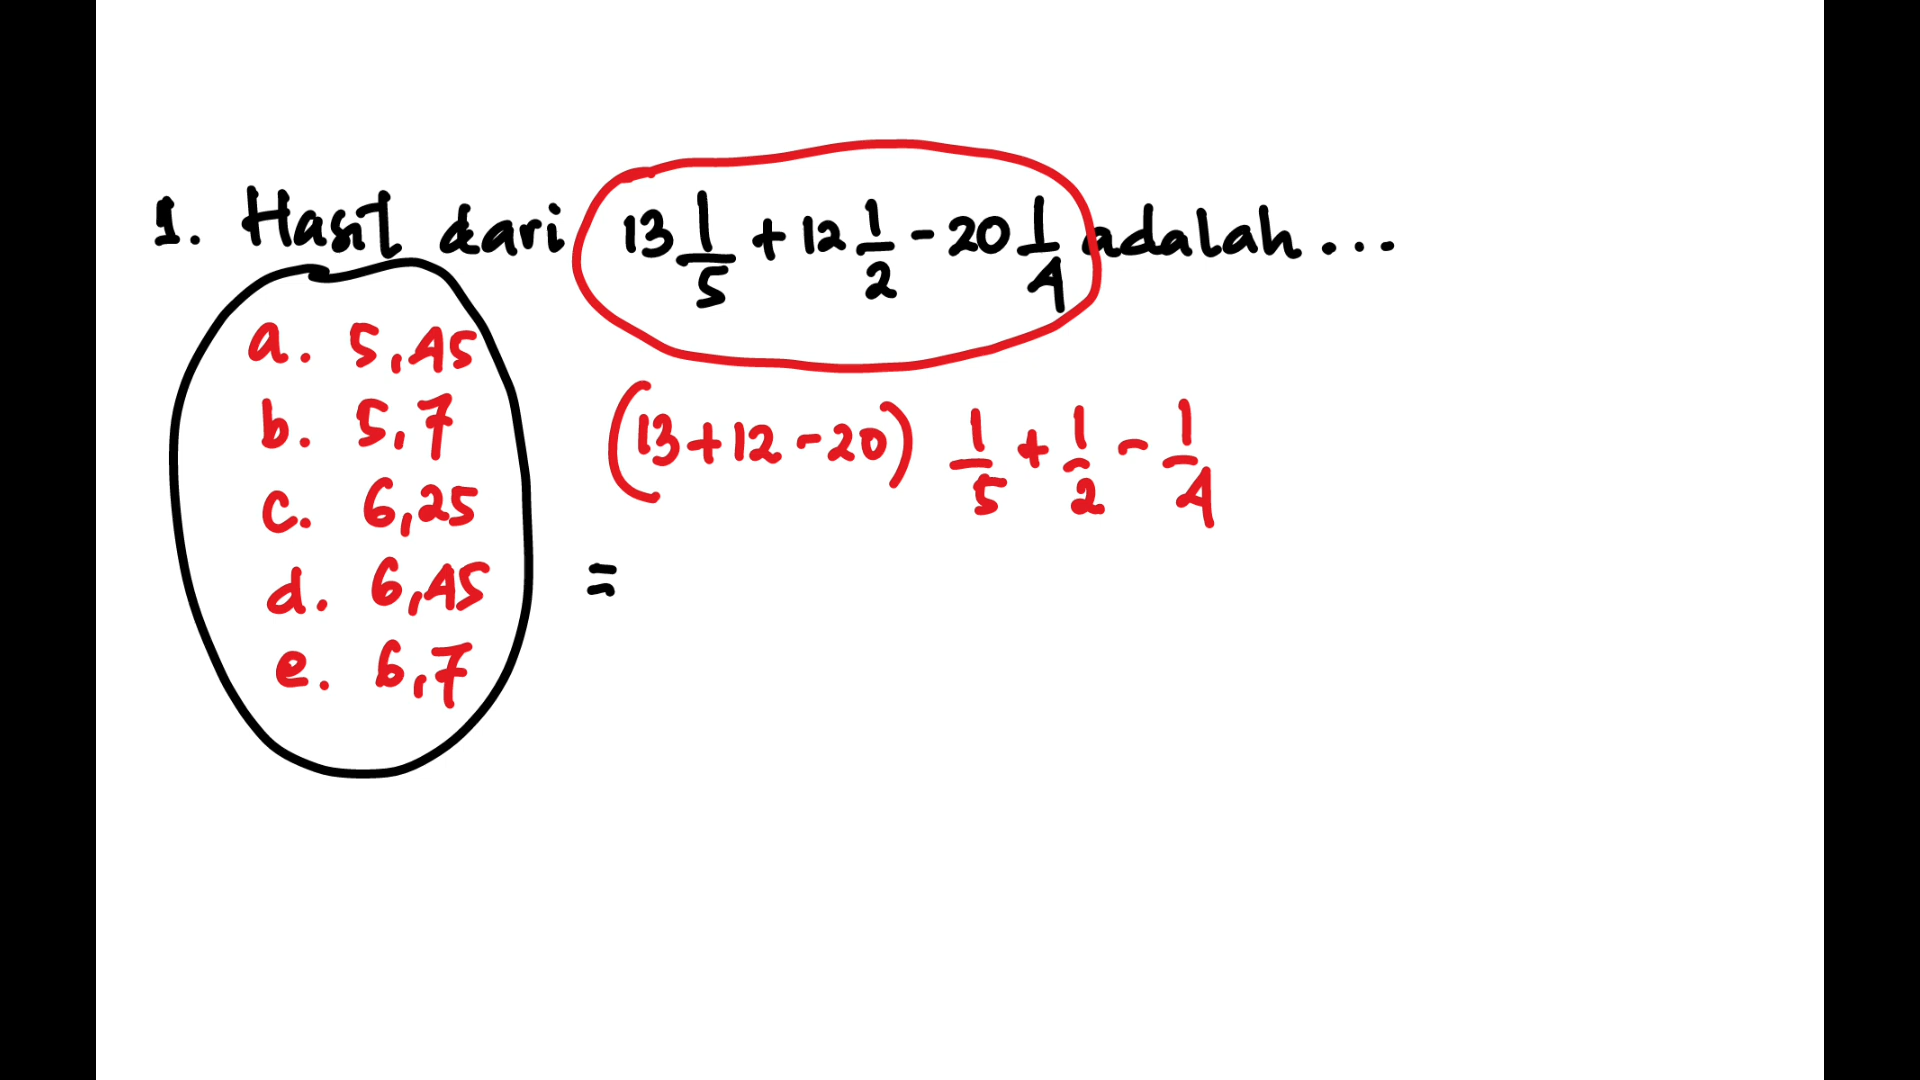 1. Hasil dari 13 1/5 + 12 1/2 - 20 1/4 adalah ...
a. 5,45
b. 5,7
c. 6,25
d. 6,45
e. 6,7
(13+12-20) 1/5 + 1/2 - 1/4
=